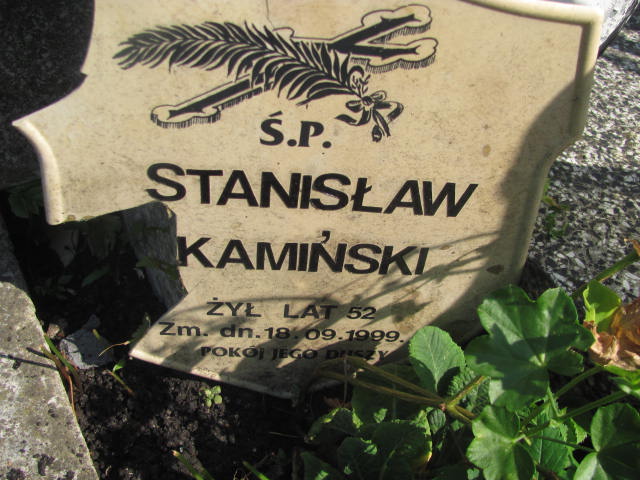 Ś.P.
STANISŁAW
KAMIŃSKI
ŻYŁ LAT 52
Zm. dn. 18.09.1999.
POKÓJ JEGO DUSZY